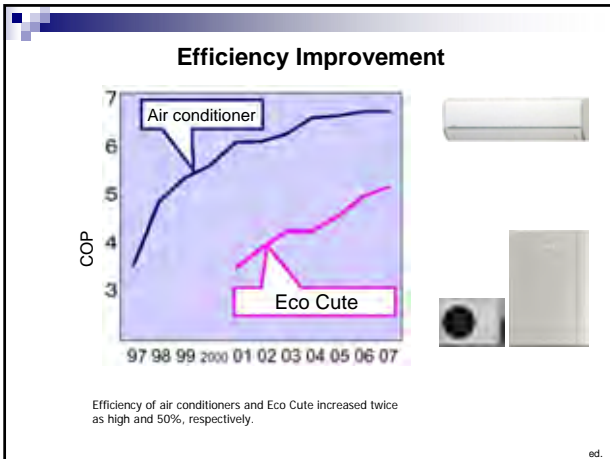 Efficiency Improvement
7
Air conditioner
6
5
COP
4
3
Eco Cute
97 98 99 2000 01 02 03 04 05 06 07
Efficiency of air conditioners and Eco Cute increased twice
as high and 50%, respectively.
ed.